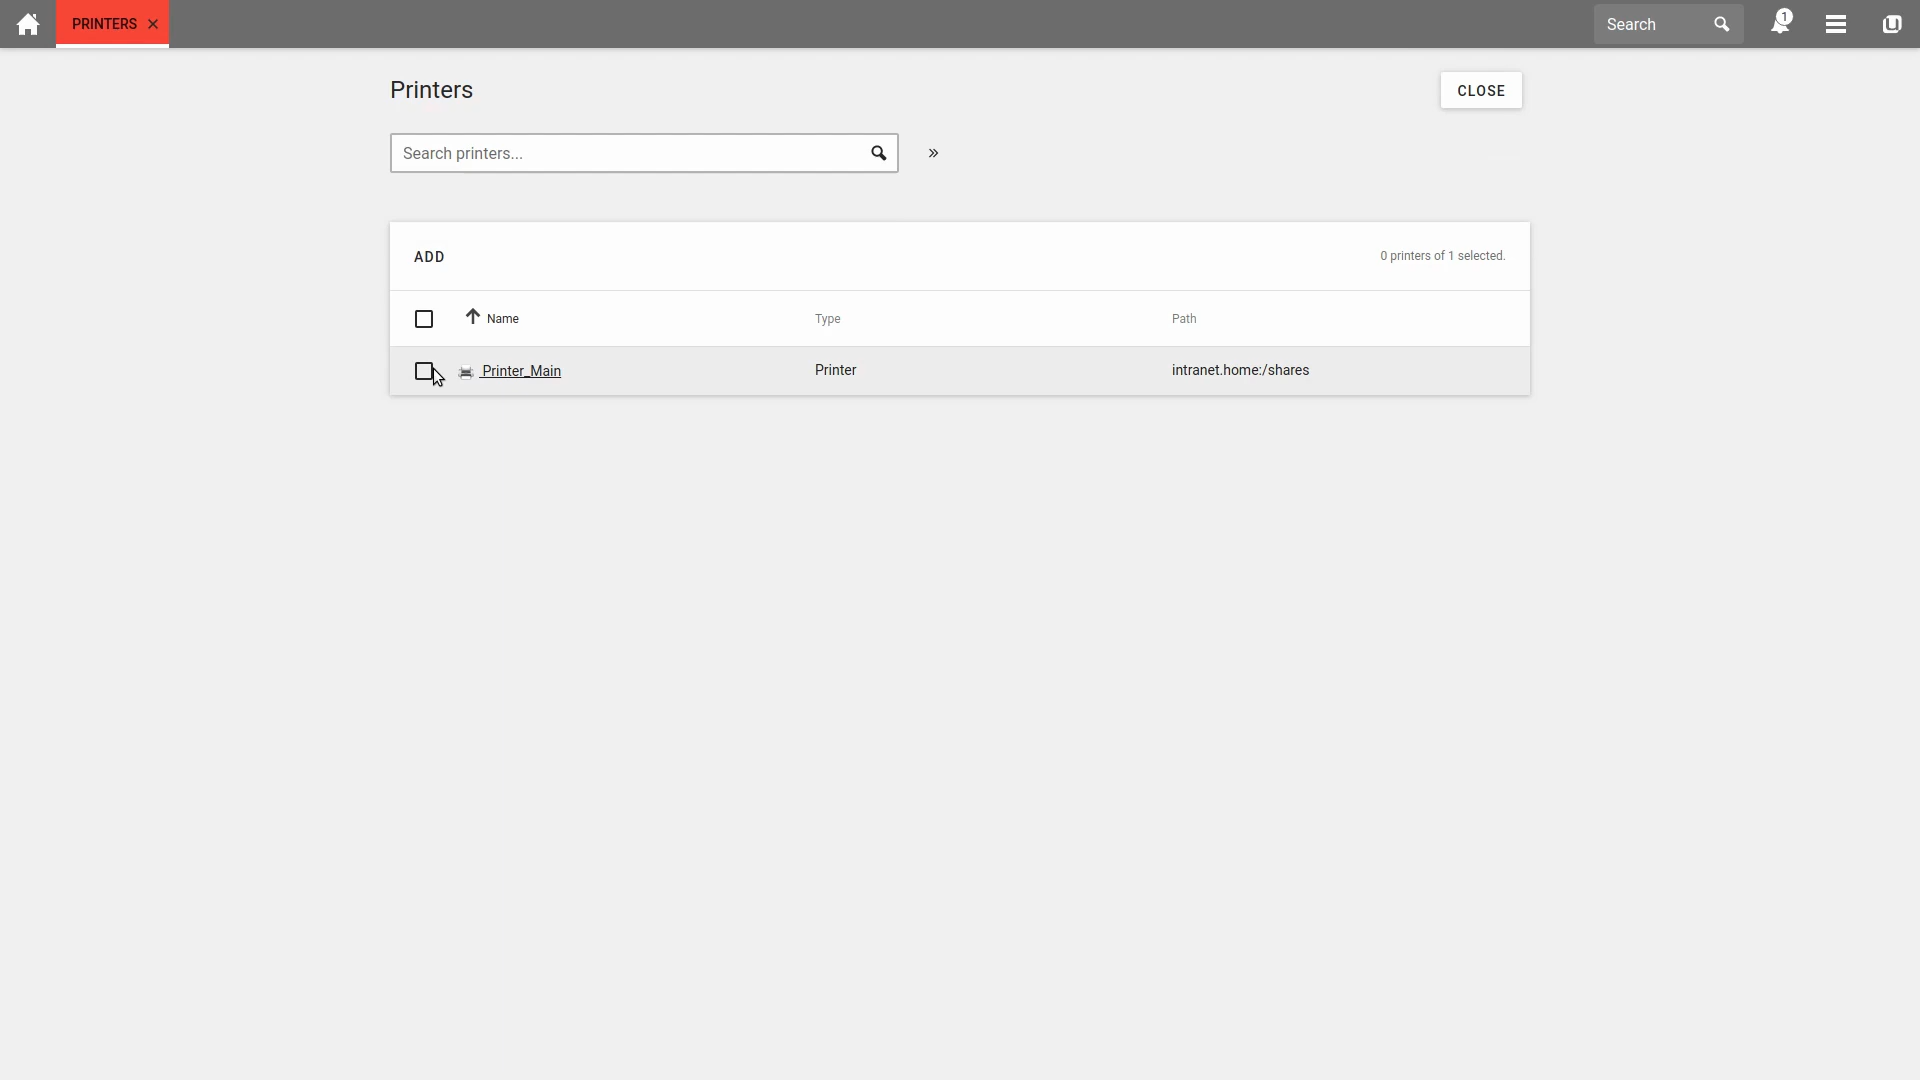 PRINTERS
Search
1
Printers
CLOSE
Search printers...
»
ADD
0 printers of 1 selected.
Name
Type
Path
Printer_Main
Printer
intranet.home:/shares